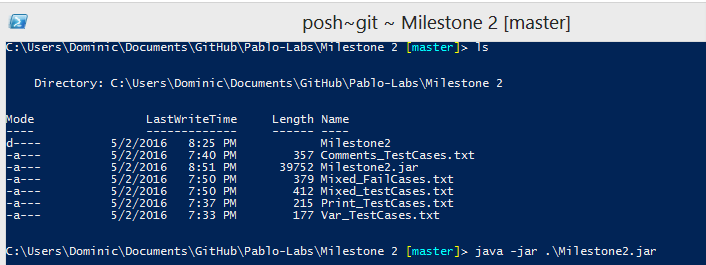 posh~git ~ Milestone 2 [master]
C:\Users\Dominic\Documents\GitHub\Pablo-Labs\Milestone 2 [master]> ls
Directory: C:\Users\Dominic\Documents\GitHub\Pablo-Labs\Milestone 2
Mode LastWriteTime Length Name
---- ------------- ------ ----
d---- 5/2/2016 8:25 PM Milestone2
-a--- 5/2/2016 7:40 PM 357 Comments_TestCases.txt
-a--- 5/2/2016 8:51 PM 39752 Milestone2.jar
-a--- 5/2/2016 7:50 PM 379 Mixed_FailCases.txt
-a--- 5/2/2016 7:50 PM 412 Mixed_testCases.txt
-a--- 5/2/2016 7:37 PM 215 Print_TestCases.txt
-a--- 5/2/2016 7:33 PM 177 Var_TestCases.txt
C:\Users\Dominic\Documents\GitHub\Pablo-Labs\Milestone 2 [master]> java -jar .\Milestone2.jar